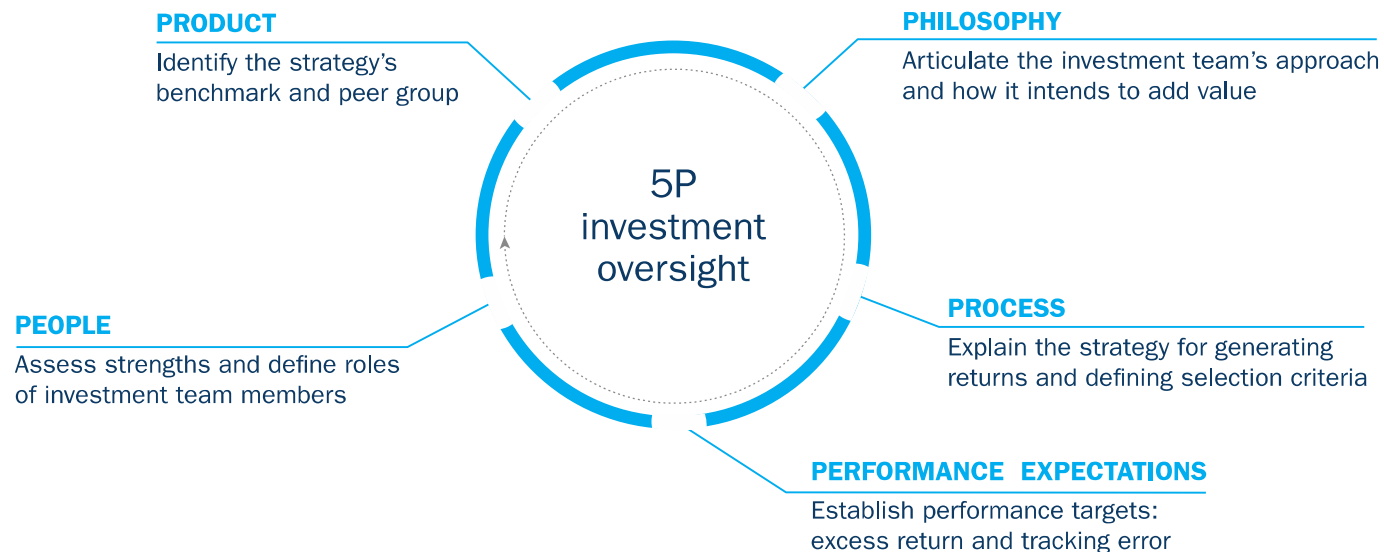 PRODUCT
Identify the strategy's
benchmark and peer group
PHILOSOPHY
Articulate the investment team's approach
and how it intends to add value
5P
investment
oversight
PROCESS
Explain the strategy for generating
returns and defining selection criteria
PEOPLE
Assess strengths and define roles
of investment team members
PERFORMANCE EXPECTATIONS
Establish performance targets:
excess return and tracking error